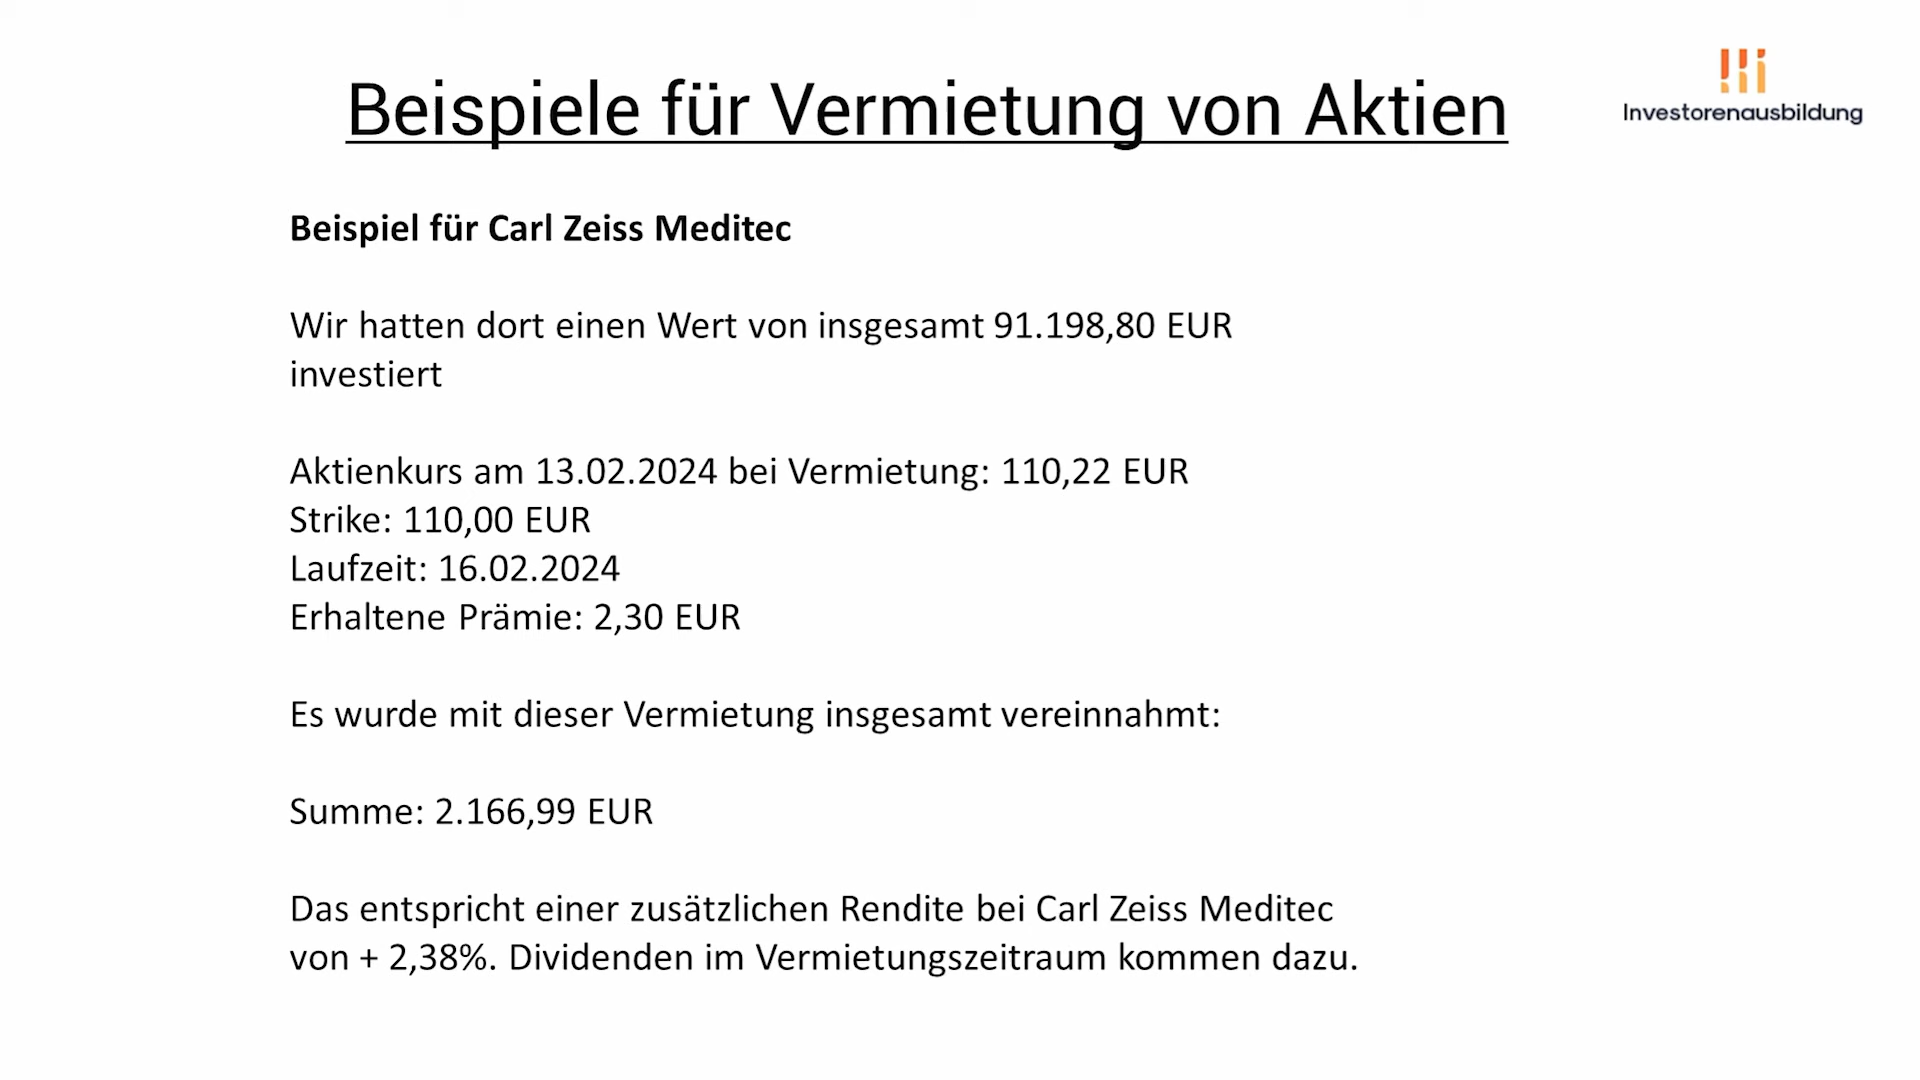 Beispiele für Vermietung von Aktien
Investorenausbildung
Beispiel für Carl Zeiss Meditec
Wir hatten dort einen Wert von insgesamt 91.198,80 EUR
investiert
Aktienkurs am 13.02.2024 bei Vermietung: 110,22 EUR
Strike: 110,00 EUR
Laufzeit: 16.02.2024
Erhaltene Prämie: 2,30 EUR
Es wurde mit dieser Vermietung insgesamt vereinnahmt:
Summe: 2.166,99 EUR
Das entspricht einer zusätzlichen Rendite bei Carl Zeiss Meditec
von + 2,38%. Dividenden im Vermietungszeitraum kommen dazu.